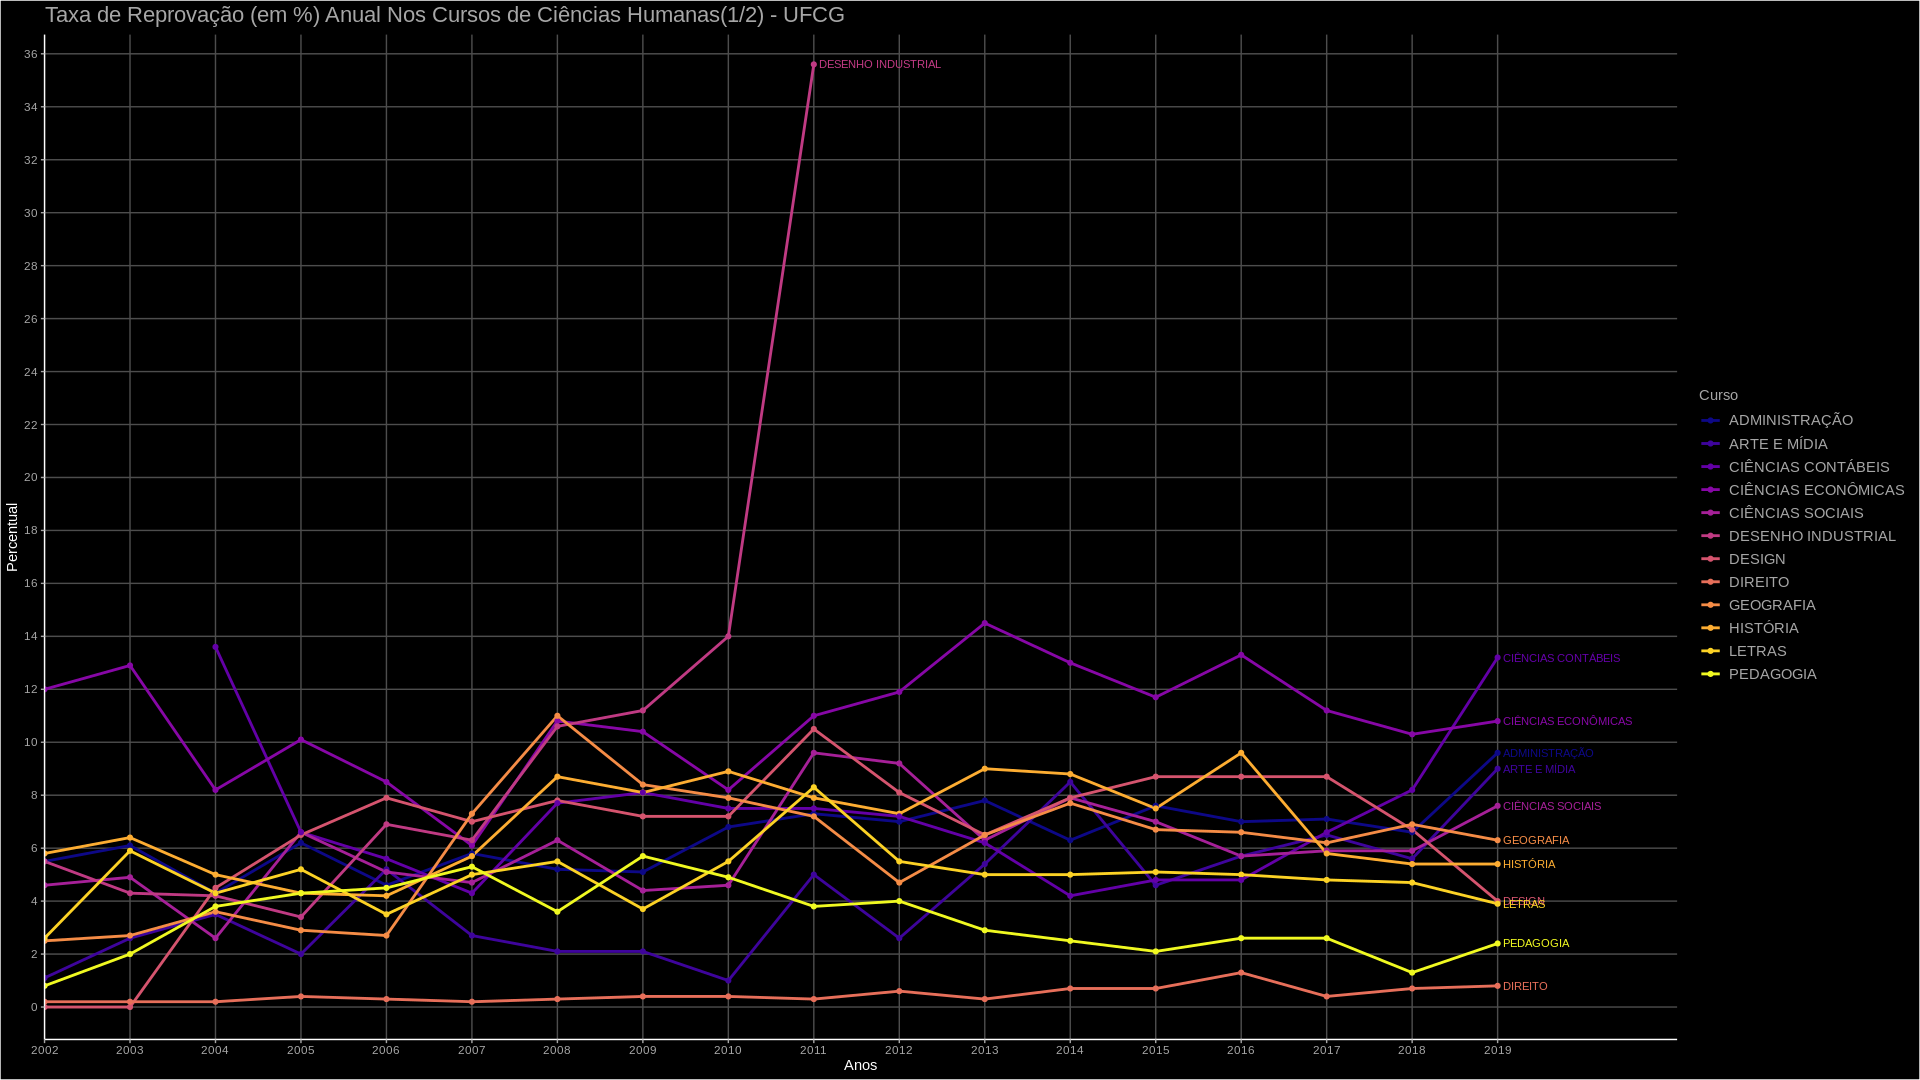 Taxa de Reprovação (em %) Anual Nos Cursos de Ciências Humanas(1/2) - UFCG
36
34
32
30
28
26
24
22
20
18
16
14
12
10
8
6
4
2
0
Percentual
DESENHO INDUSTRIAL
CIÊNCIAS CONTÁBEIS
CIÊNCIAS ECONÔMICAS
ADMINISTRAÇÃO
ARTE E MÍDIA
CIÊNCIAS SOCIAIS
GEOGRAFIA
HISTÓRIA
DESIGN
LETRAS
PEDAGOGIA
DIREITO
2002 2003 2004 2005 2006 2007 2008 2009 2010 2011 2012 2013 2014 2015 2016 2017 2018 2019
Anos
Curso
ADMINISTRAÇÃO
ARTE E MÍDIA
CIÊNCIAS CONTÁBEIS
CIÊNCIAS ECONÔMICAS
CIÊNCIAS SOCIAIS
DESENHO INDUSTRIAL
DESIGN
DIREITO
GEOGRAFIA
HISTÓRIA
LETRAS
PEDAGOGIA